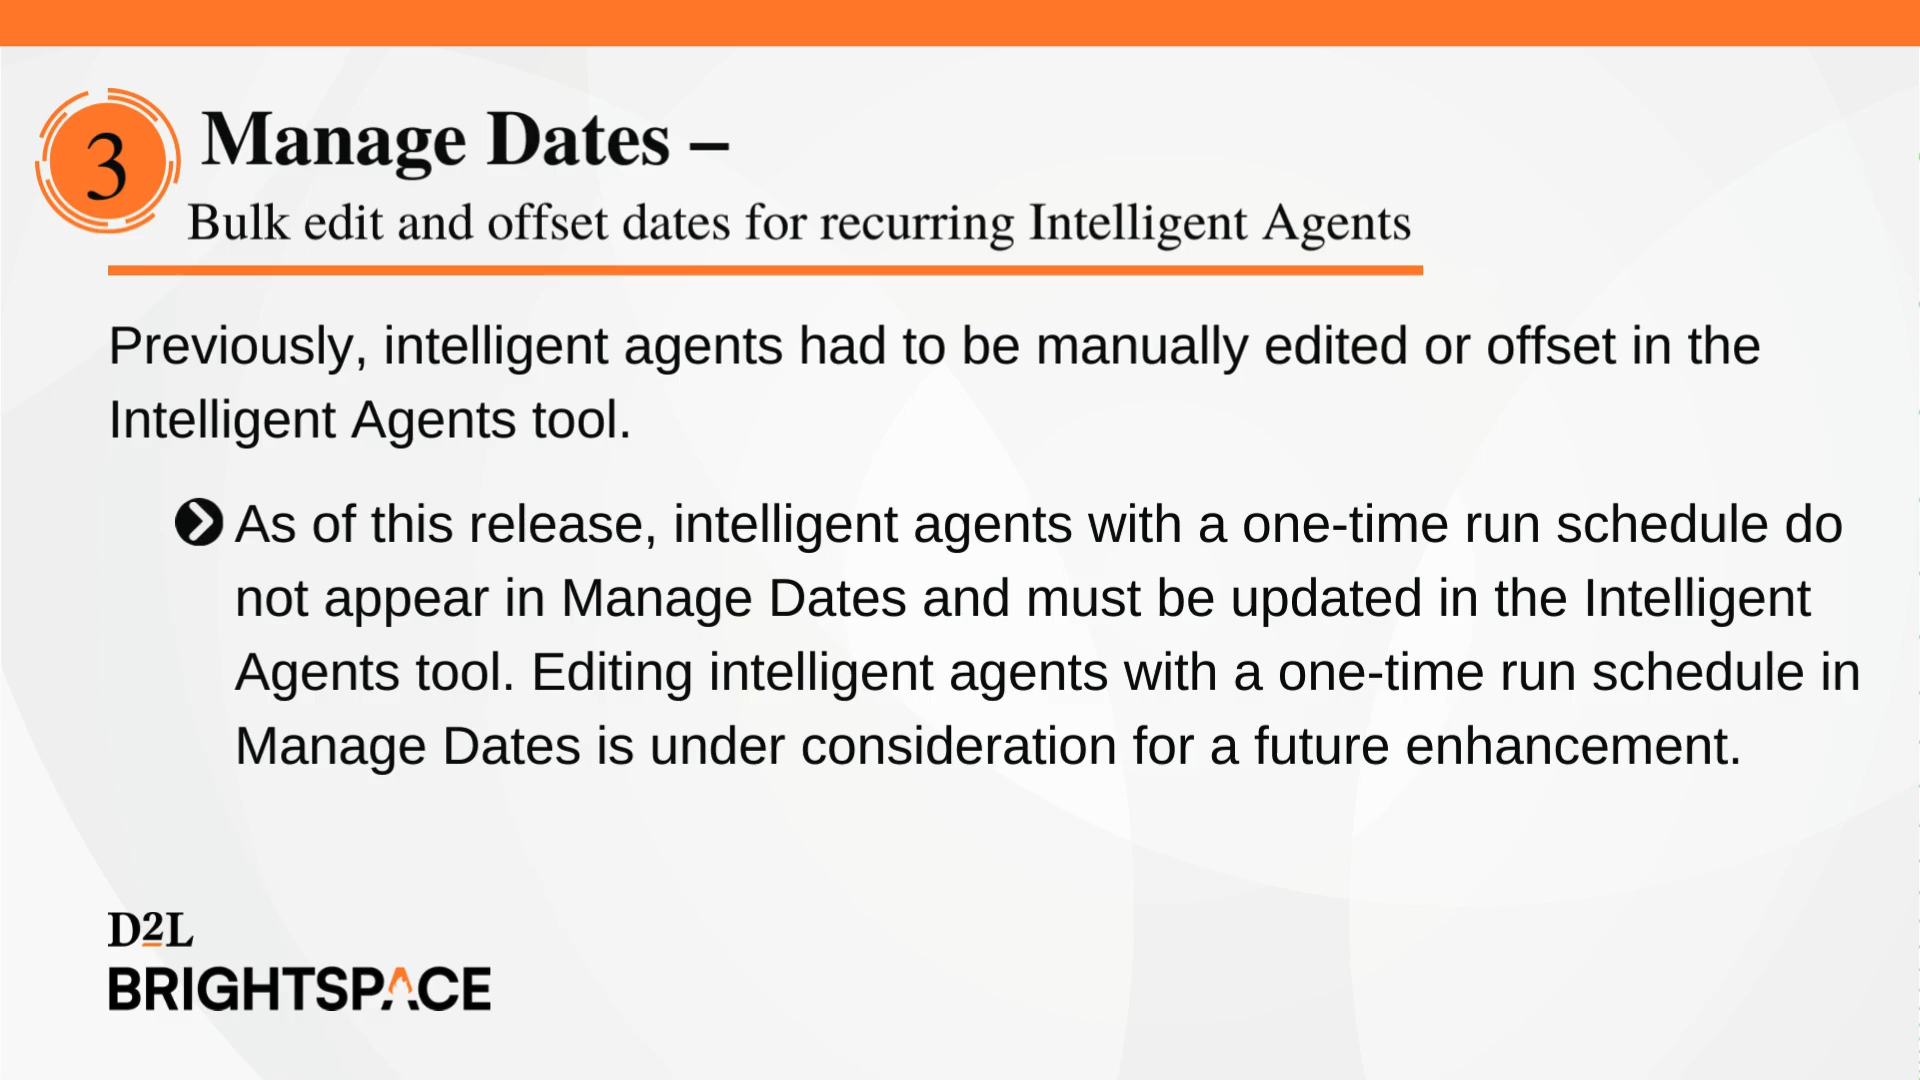 3
Manage Dates –
Bulk edit and offset dates for recurring Intelligent Agents
Previously, intelligent agents had to be manually edited or offset in the
Intelligent Agents tool.
As of this release, intelligent agents with a one-time run schedule do
not appear in Manage Dates and must be updated in the Intelligent
Agents tool. Editing intelligent agents with a one-time run schedule in
Manage Dates is under consideration for a future enhancement.
D2L
BRIGHTSPACE